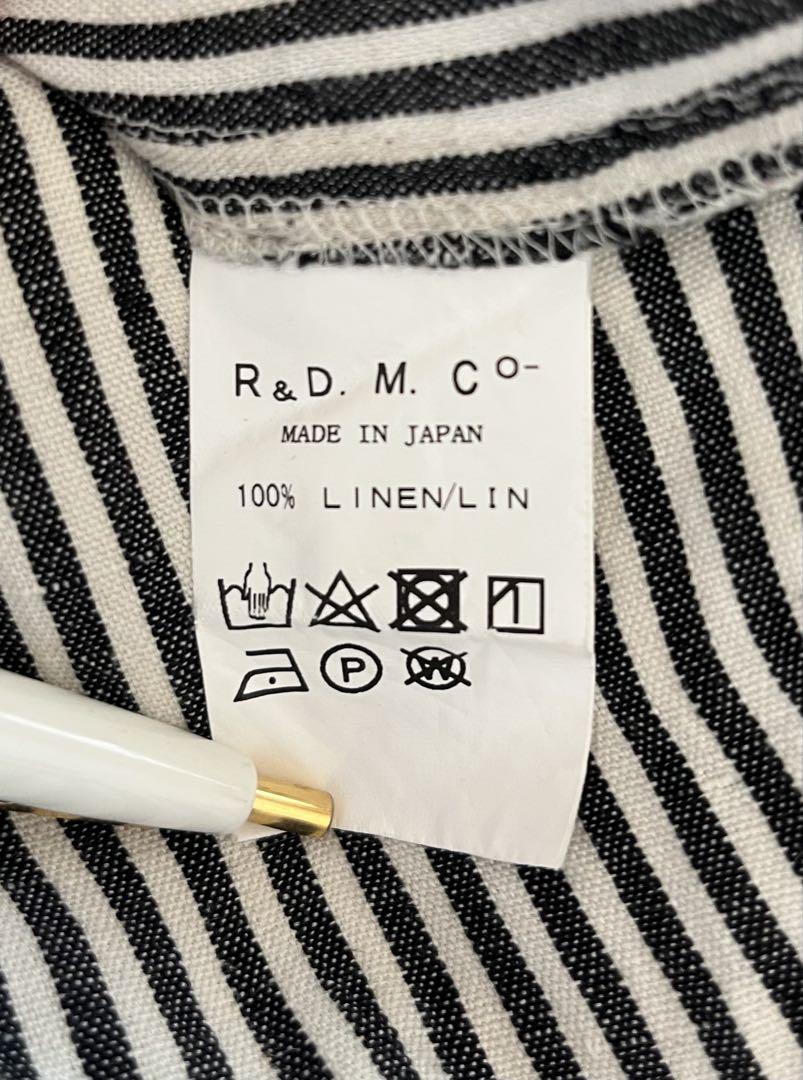 R&D. M. Co-
MADE IN JAPAN
100% LINEN/LIN
P
W